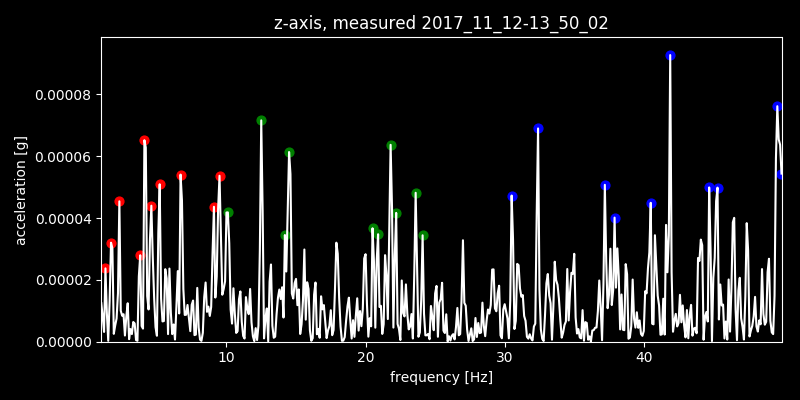 z-axis, measured 2017_11_12-13_50_02
0.00008
0.00006
0.00004
0.00002
0.00000
acceleration [g]
10 20 30 40
frequency [Hz]